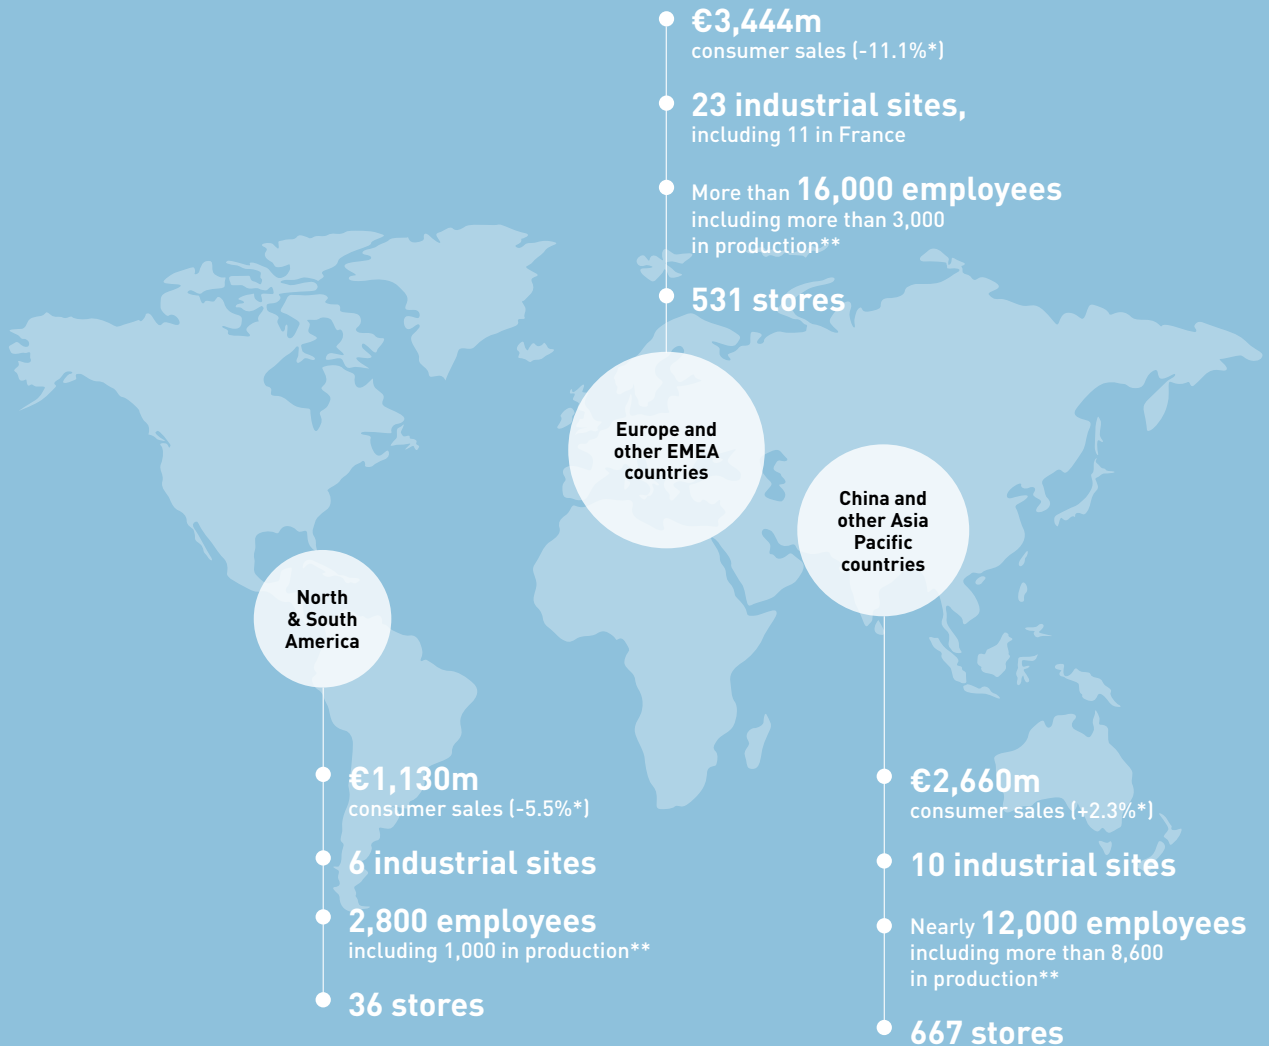 €3,444m
consumer sales (-11.1%*)
23 industrial sites,
including 11 in France
More than 16,000 employees
including more than 3,000
in production**
531 stores
Europe and
other EMEA
countries
China and
other Asia
Pacific
countries
North
& South
America
€1,130m
consumer sales (-5.5%*)
6 industrial sites
2,800 employees
including 1,000 in production**
36 stores
€2,660m
consumer sales (+2.3%*)
10 industrial sites
Nearly 12,000 employees
including more than 8,600
in production**
667 stores